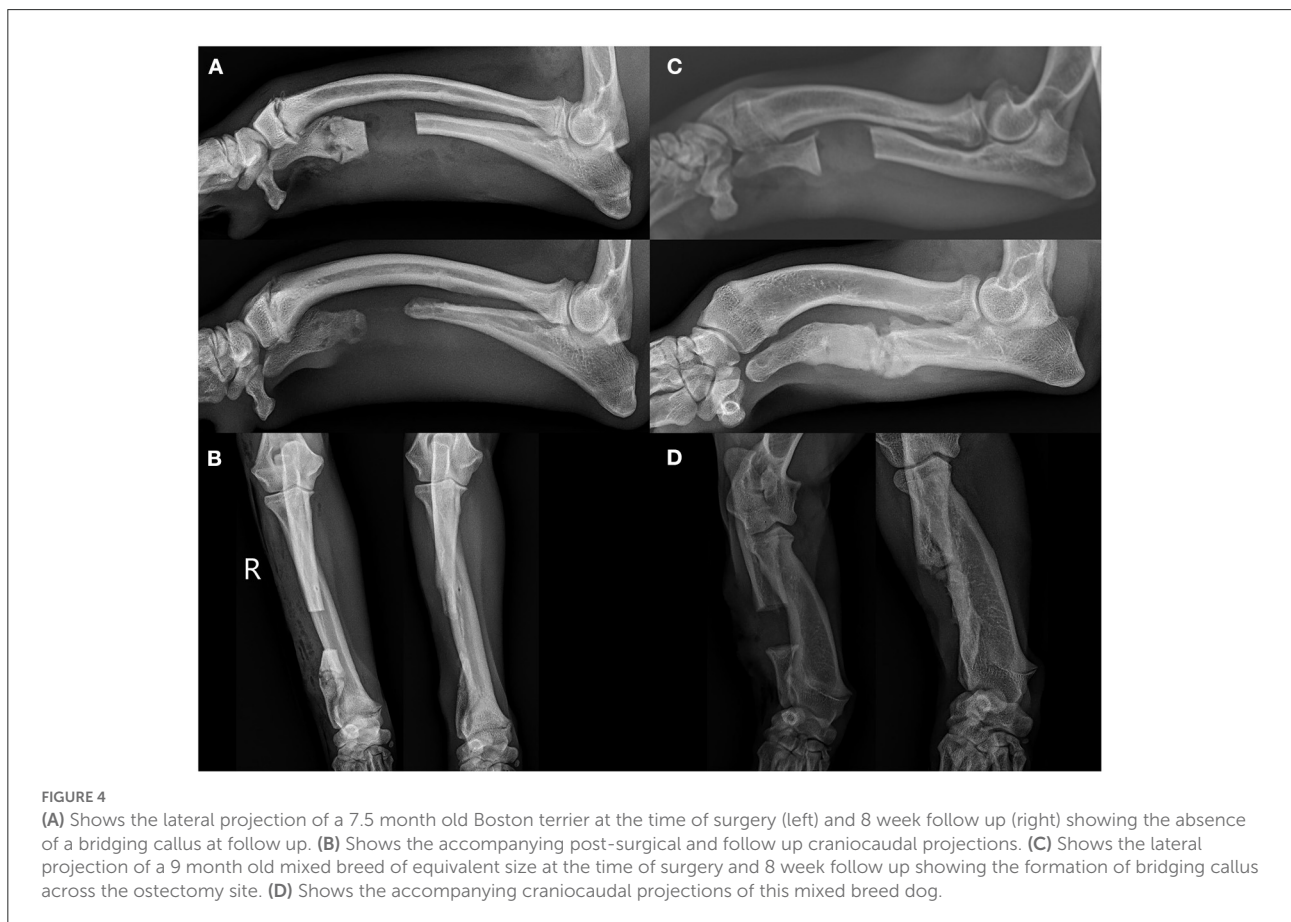 A
C
B
D
R
FIGURE 4
(A) Shows the lateral projection of a 7.5 month old Boston terrier at the time of surgery (left) and 8 week follow up (right) showing the absence
of a bridging callus at follow up. (B) Shows the accompanying post-surgical and follow up craniocaudal projections. (C) Shows the lateral
projection of a 9 month old mixed breed of equivalent size at the time of surgery and 8 week follow up showing the formation of bridging callus
across the ostectomy site. (D) Shows the accompanying craniocaudal projections of this mixed breed dog.